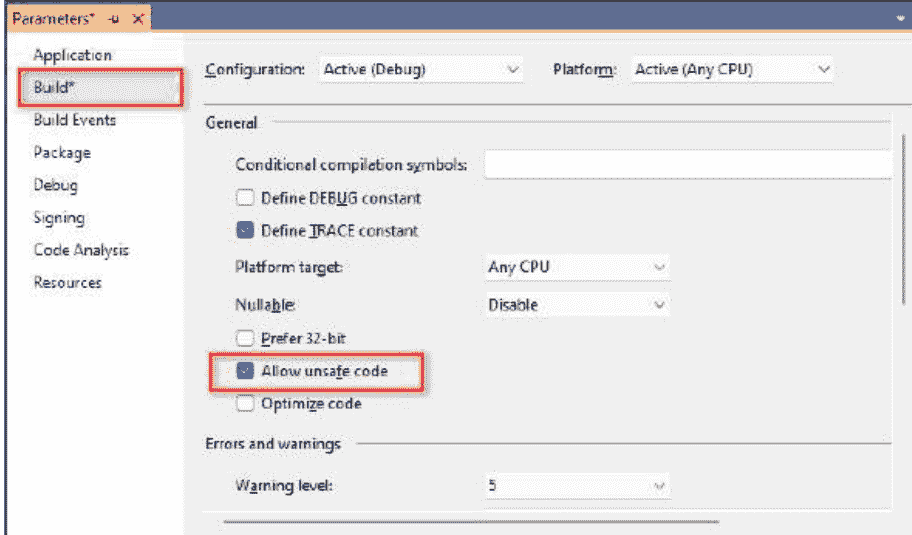 Parameters*
Application
Build*
Build Events
Package
Debug
Signing
Code Analysis
Resources
Configuration: Active (Debug) Platform: Active (Any CPU)
General
Conditional compilation symbols:
Define DEBUG constant
Define TRACE constant
Platform target: Any CPU
Nullable: Disable
Prefer 32-bit
Allow unsafe code
Optimize code
Errors and warnings
Warning level: 5